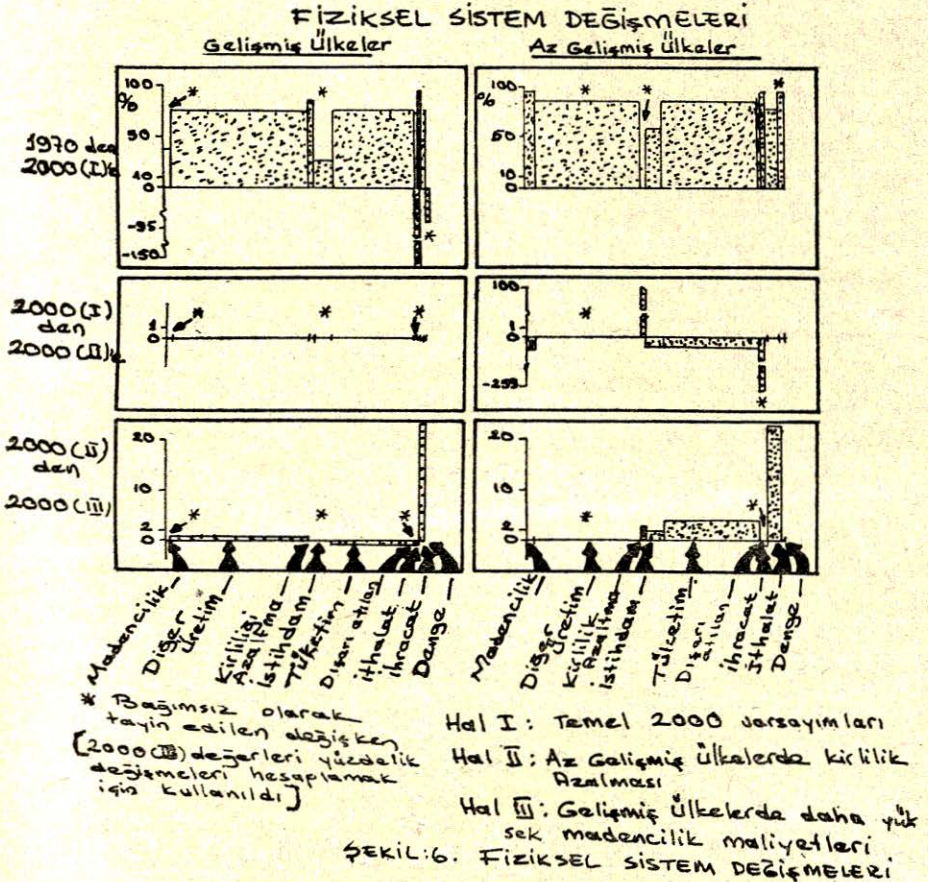 FİZİKSEL SİSTEM DEĞİŞMELERİ
Gelişmiş Ülkeler
Az Gelişmiş Ülkeler
1970 den
2000 (I)'e
100
%
50
40
0
-95
-150
*
*
*
100
%
50
10
0
*
*
*
2000 (I)
den
2000 (II)'e
1
0
*
*
*
100
1
0
-255
*
*
2000 (II)
den
2000 (III)
20
10
2
0
*
*
*
20
10
2
0
*
*
Madencilik
Diğer
Üretim
Kirliliği
Azaltma
İstihdam
Tüketim
Dışarı atılan
İthalat
İhracat
Denge
Madencilik
Diğer
Üretim
Kirlilik
Azaltma
İstihdam
Tüketim
Dışarı
atılan
İhracat
İthalat
Denge
* Bağımsız olarak
tayin edilen değişken
[2000 (III) değerleri yüzdelik
değişmeleri hesaplamak
için kullanıldı]
Hal I: Temel 2000 varsayımları
Hal II: Az Gelişmiş Ülkelerde kirlilik
Azalması
Hal III: Gelişmiş Ülkelerde daha yük
sek madencilik maliyetleri
ŞEKİL:6. FİZİKSEL SİSTEM DEĞİŞMELERİ